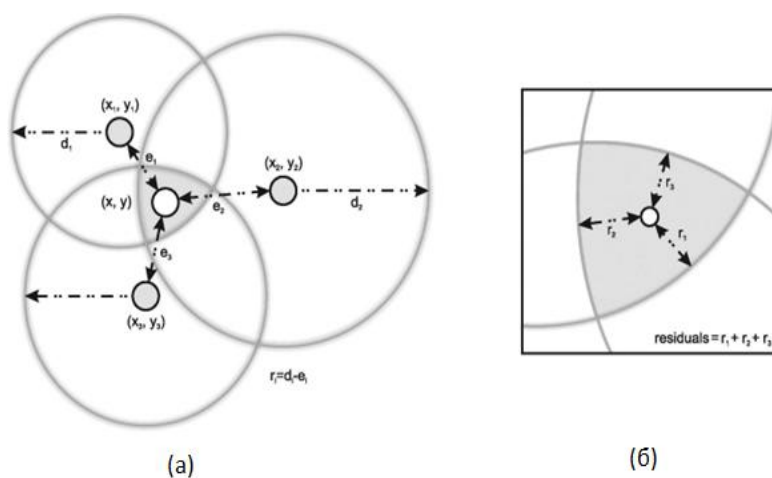 (x₁, y₁)
d₁
e₁
(x₂, y₂)
(x, y)
e₂
d₂
e₃
(x₃, y₃)
rᵢ=dᵢ-eᵢ
(a)
r₃
r₂
r₁
residuals = r₁ + r₂ + r₃
(б)